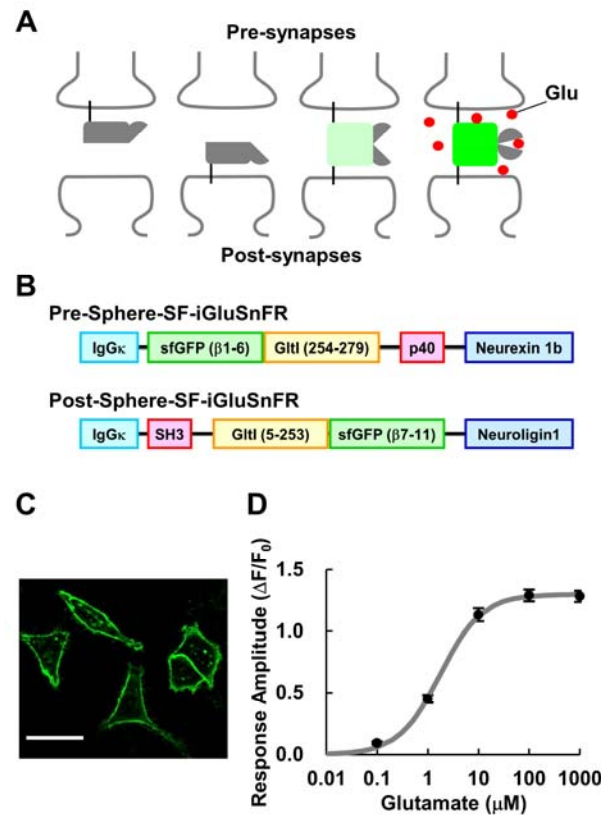 A
Pre-synapses
Glu
Post-synapses
B
Pre-Sphere-SF-iGluSnFR
IgGκ sfGFP (β1-6) GltI (254-279) p40 Neurexin 1b
Post-Sphere-SF-iGluSnFR
IgGκ SH3 GltI (5-253) sfGFP (β7-11) Neuroligin1
C
D
Response Amplitude (ΔF/F0)
1.5
1.0
0.5
0.0
0.01 0.1 1 10 100 1000
Glutamate (μM)